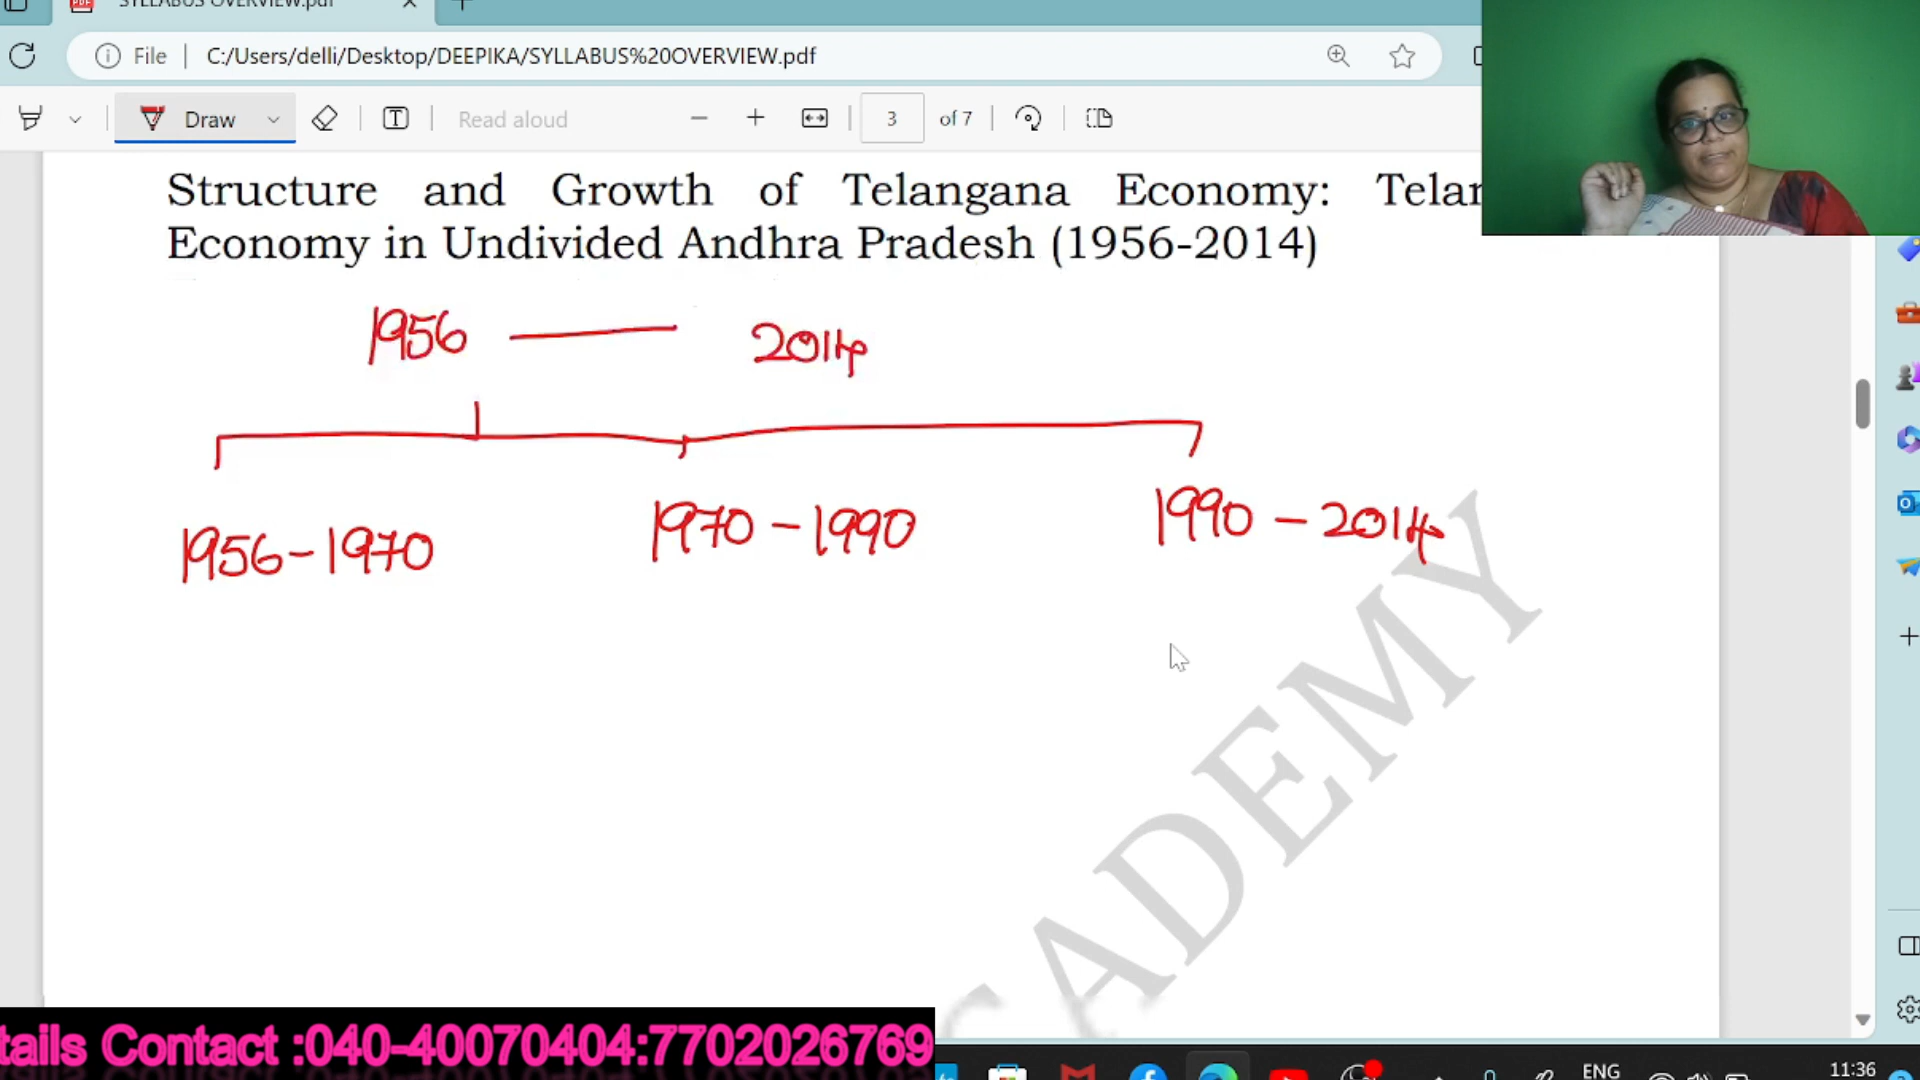 SYLLABUS OVERVIEW.pdf
File C:/Users/delli/Desktop/DEEPIKA/SYLLABUS%20OVERVIEW.pdf
Draw Read aloud 3 of 7
Structure and Growth of Telangana Economy: Telan
Economy in Undivided Andhra Pradesh (1956-2014)
1956 — 2014
1956-1970 1970-1990 1990-2014
CADEMY
tails Contact :040-40070404:7702026769
ENG 11:36